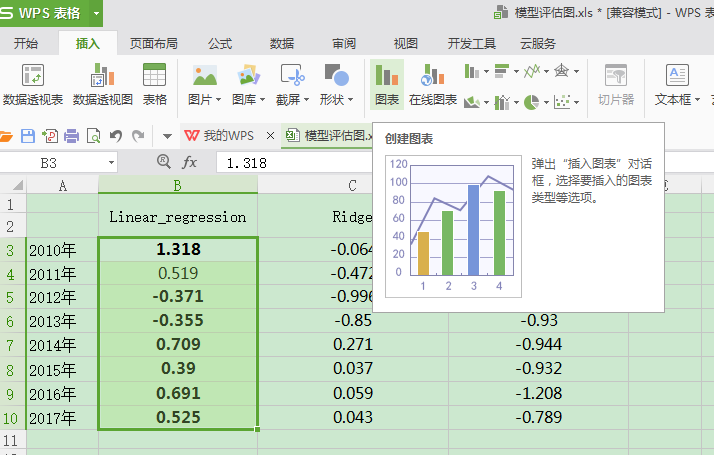 WPS 表格
模型评估图.xls * [兼容模式] - WPS 表
开始 插入 页面布局 公式 数据 审阅 视图 开发工具 云服务
数据透视表 数据透视图 表格 图片 图库 截屏 形状 图表 在线图表 切片器 文本框
我的WPS 模型评估图.x
B3 fx 1.318
创建图表
弹出“插入图表”对话
框，选择要插入的图表
类型等选项。
120
100
80
60
40
20
0
1 2 3 4
A B C E
1
2 Linear_regression Ridge
3 2010年 1.318 -0.064
4 2011年 0.519 -0.472
5 2012年 -0.371 -0.996
6 2013年 -0.355 -0.85 -0.93
7 2014年 0.709 0.271 -0.944
8 2015年 0.39 0.037 -0.932
9 2016年 0.691 0.059 -1.208
10 2017年 0.525 0.043 -0.789
11